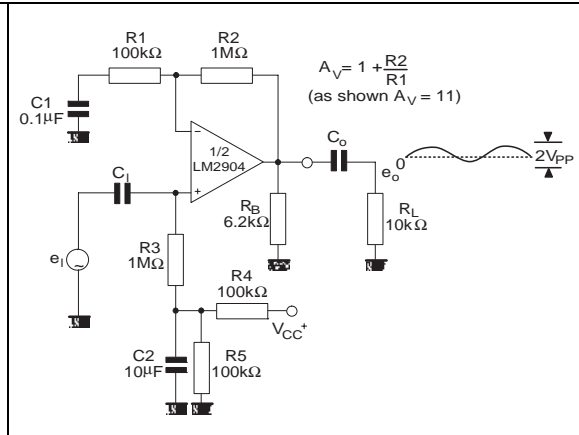 R1
100kΩ
R2
1MΩ
A_V = 1 + R2/R1
(as shown A_V = 11)
C1
0.1µF
1/2
LM2904
C_I
C_o
e_o
0
2V_PP
R_B
6.2kΩ
R_L
10kΩ
e_I
R3
1MΩ
R4
100kΩ
V_CC+
C2
10µF
R5
100kΩ